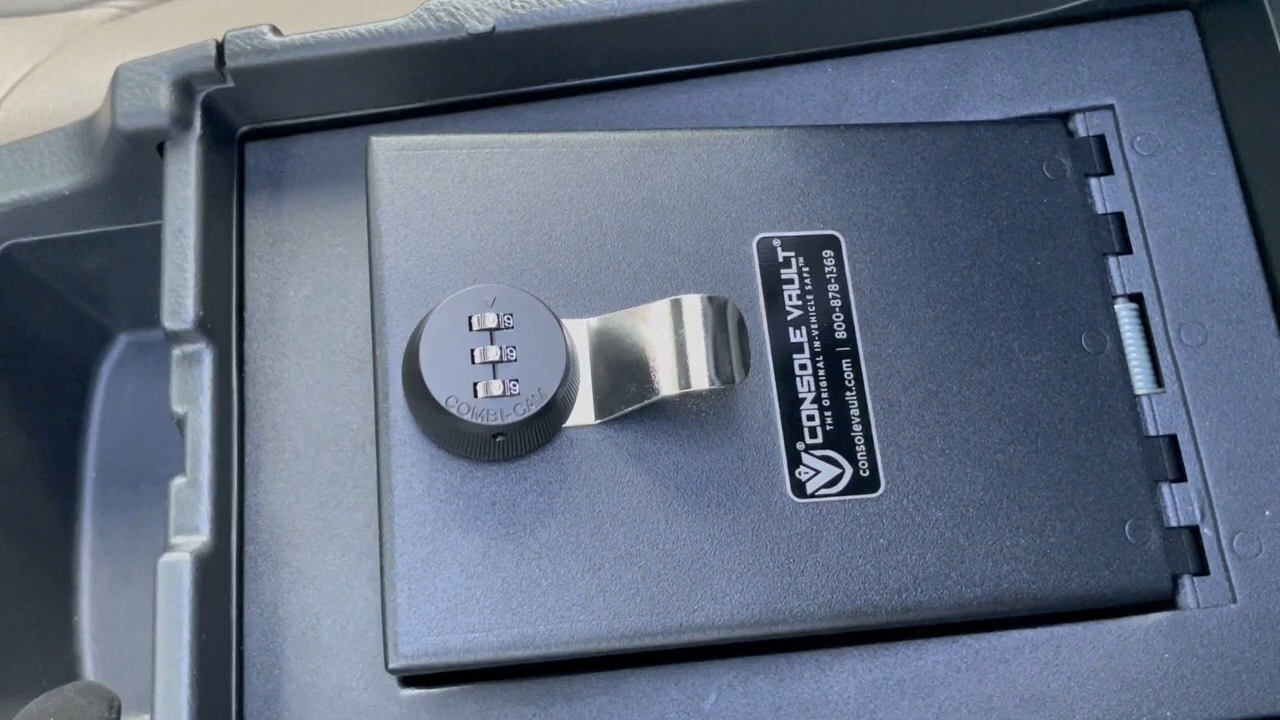 9
9
9
COMBI-CAM
CONSOLE VAULT®
THE ORIGINAL IN-VEHICLE SAFE™
consolevault.com | 800-878-1369